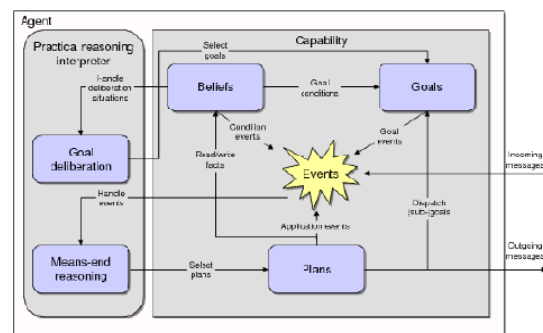 Agent
Practical reasoning
interpreter
Capability
Select
goals
Handle
deliberation
situations
Beliefs
Goal
conditions
Goals
Goal
deliberation
Condition
events
Goal
events
Read/write
facts
Events
Incoming
messages
Handle
events
Application events
Dispatch
(sub-)goals
Means-end
reasoning
Select
plans
Plans
Outgoing
messages